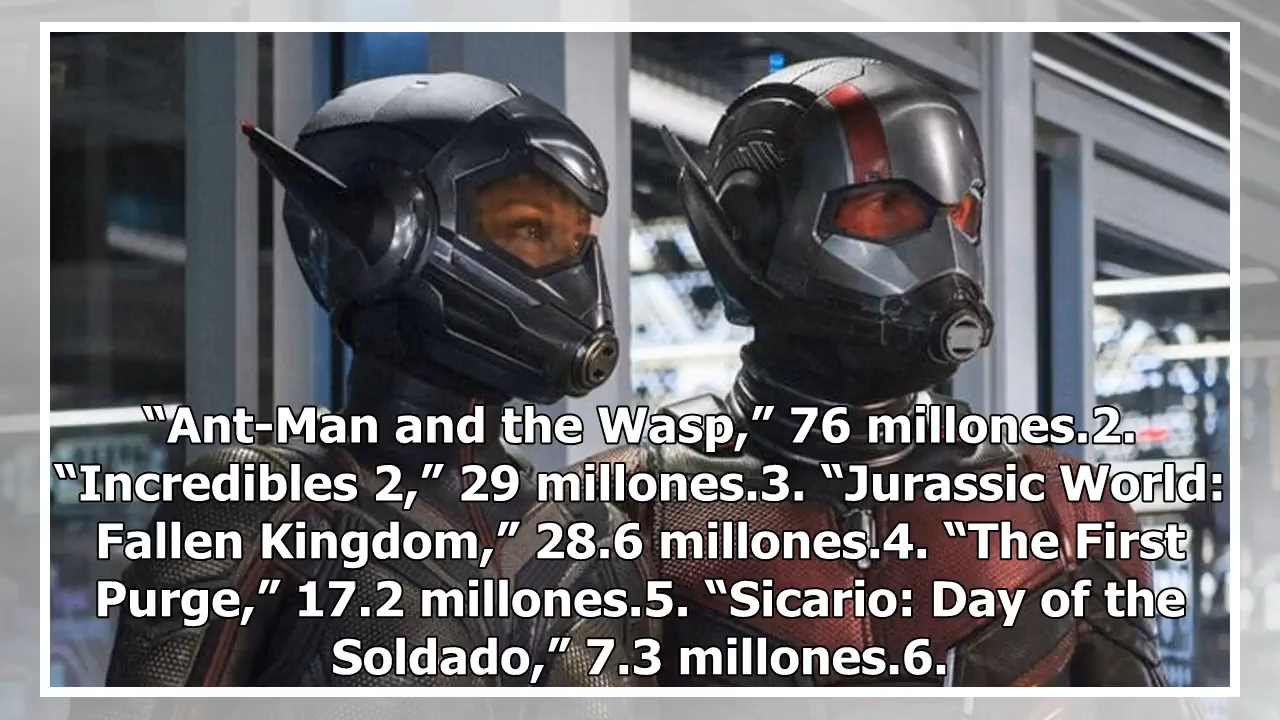 “Ant-Man and the Wasp,” 76 millones.2.
“Incredibles 2,” 29 millones.3. “Jurassic World:
Fallen Kingdom,” 28.6 millones.4. “The First
Purge,” 17.2 millones.5. “Sicario: Day of the
Soldado,” 7.3 millones.6.